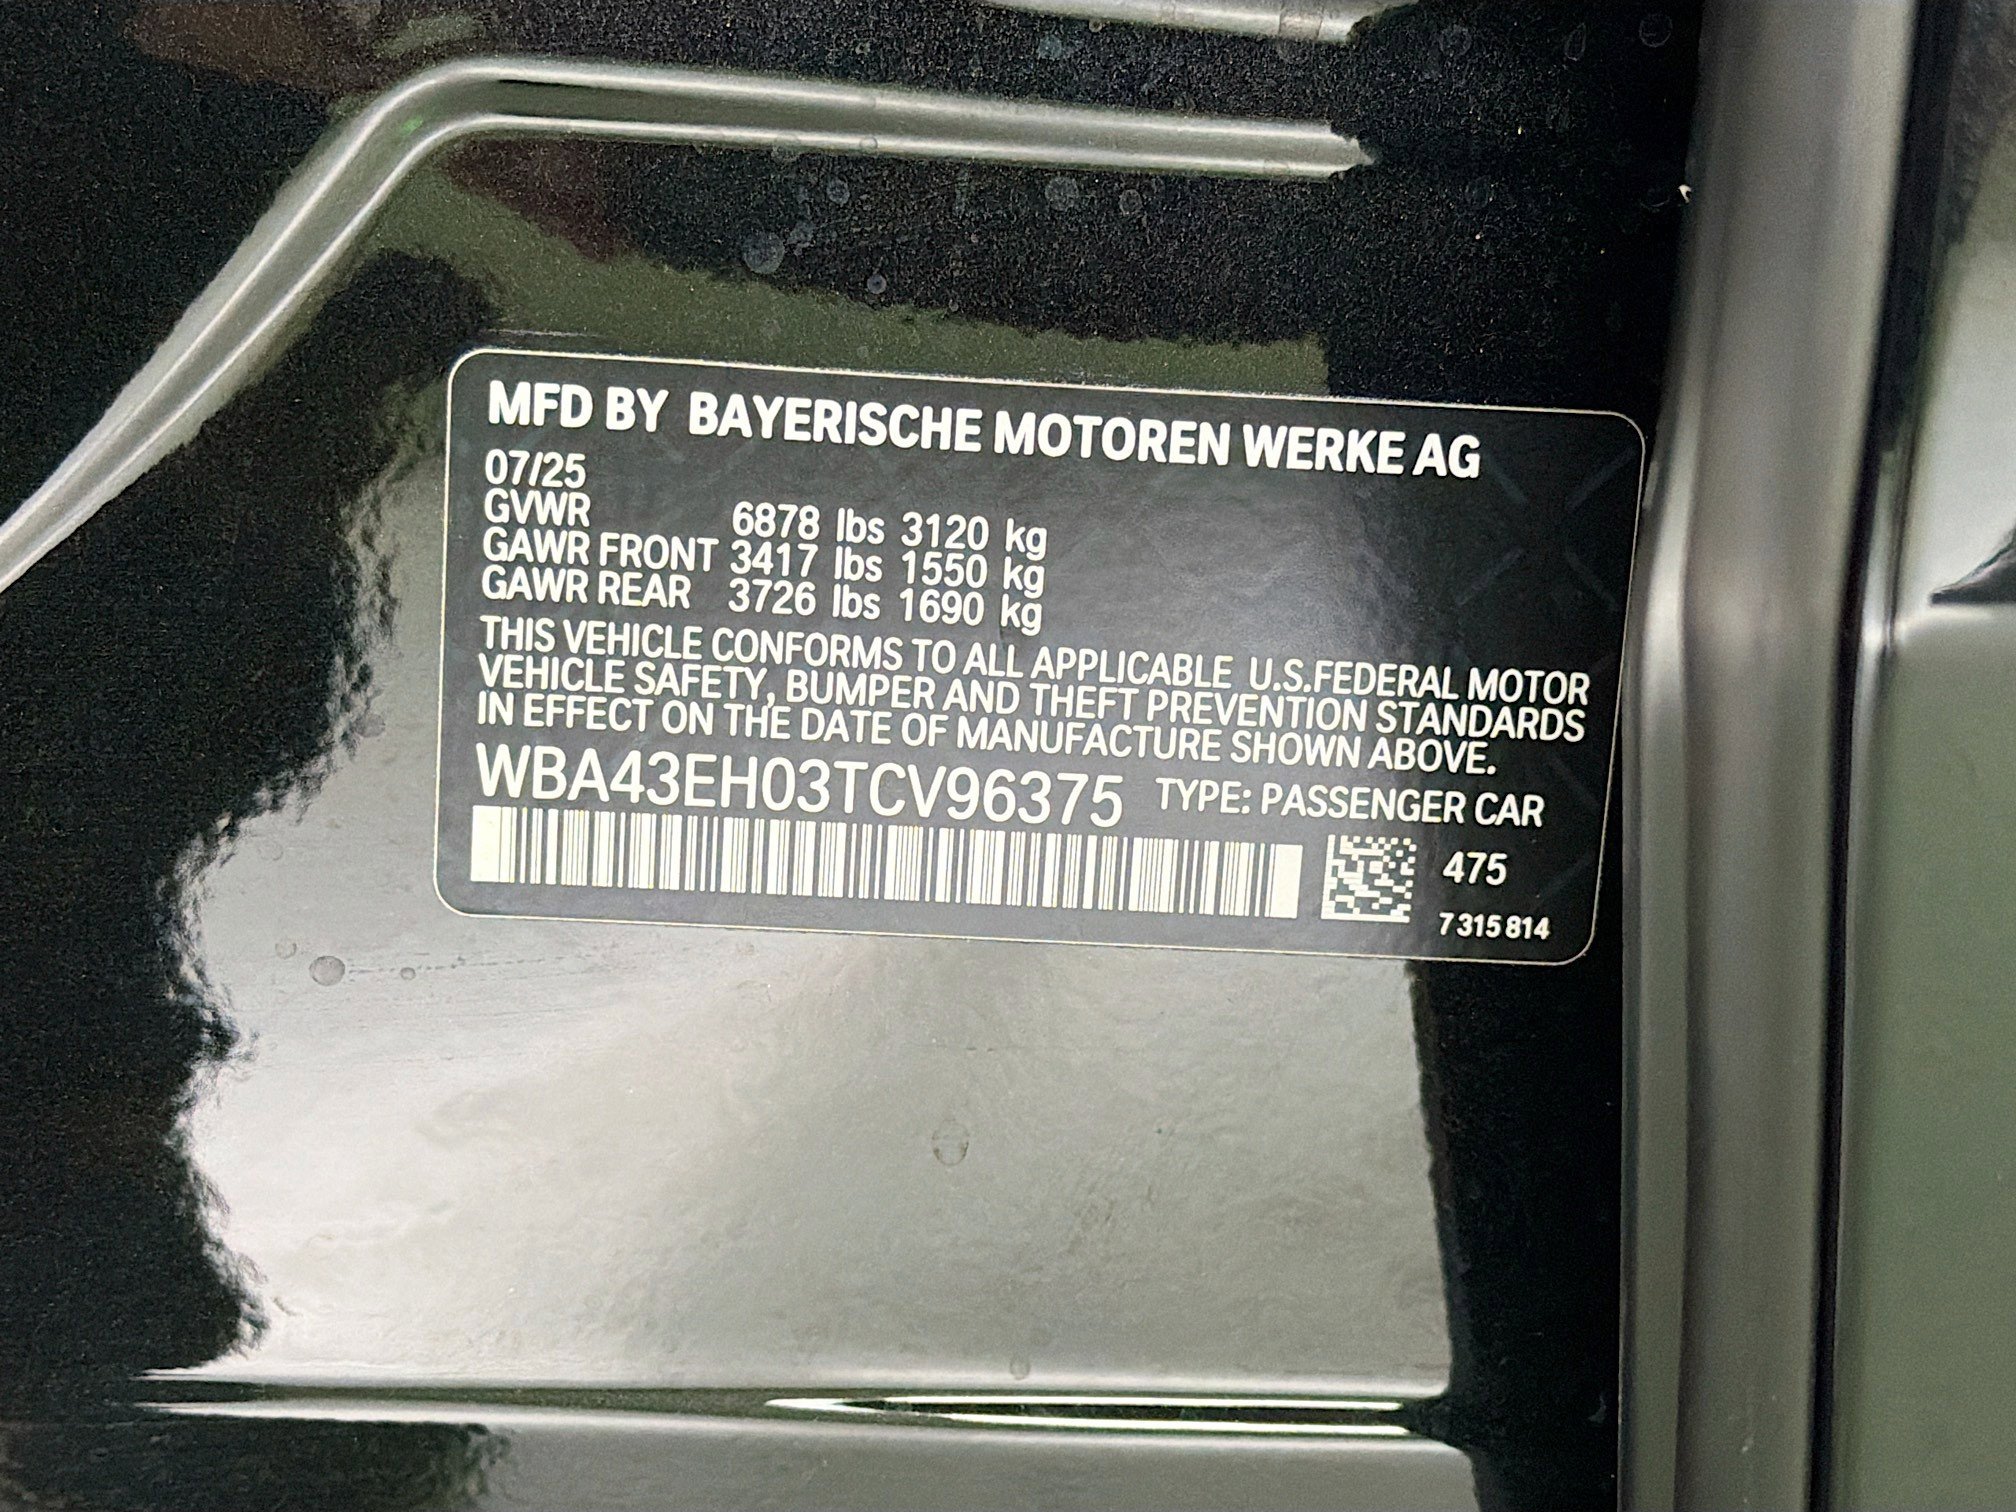 MFD BY BAYERISCHE MOTOREN WERKE AG
07/25
GVWR 6878 lbs 3120 kg
GAWR FRONT 3417 lbs 1550 kg
GAWR REAR 3726 lbs 1690 kg
THIS VEHICLE CONFORMS TO ALL APPLICABLE U.S.FEDERAL MOTOR
VEHICLE SAFETY, BUMPER AND THEFT PREVENTION STANDARDS
IN EFFECT ON THE DATE OF MANUFACTURE SHOWN ABOVE.
WBA43EH03TCV96375 TYPE: PASSENGER CAR
475
7 315 814